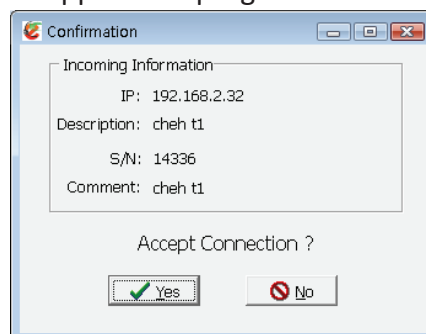 Confirmation
Incoming Information
IP: 192.168.2.32
Description: cheh t1
S/N: 14336
Comment: cheh t1
Accept Connection ?
Yes No